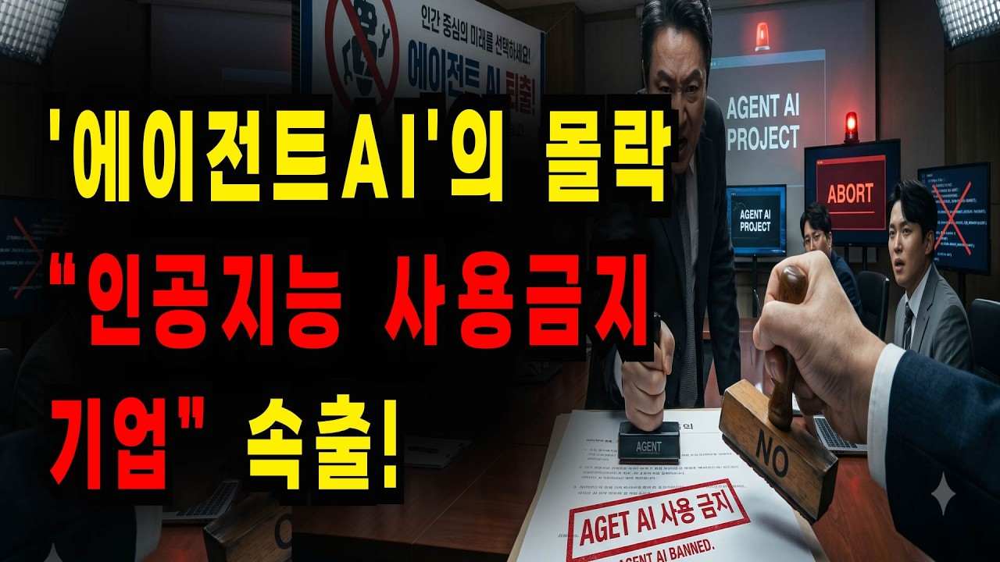 '에이전트AI'의 몰락
“인공지능 사용금지
기업" 속출!
인간 중심의 미래를 선택하세요!
에이전트 AI 퇴출!
AGENT AI
PROJECT
AGENT AI
PROJECT
ABORT
AGENT
NO
AGET AI 사용 금지
AGENT AI BANNED.